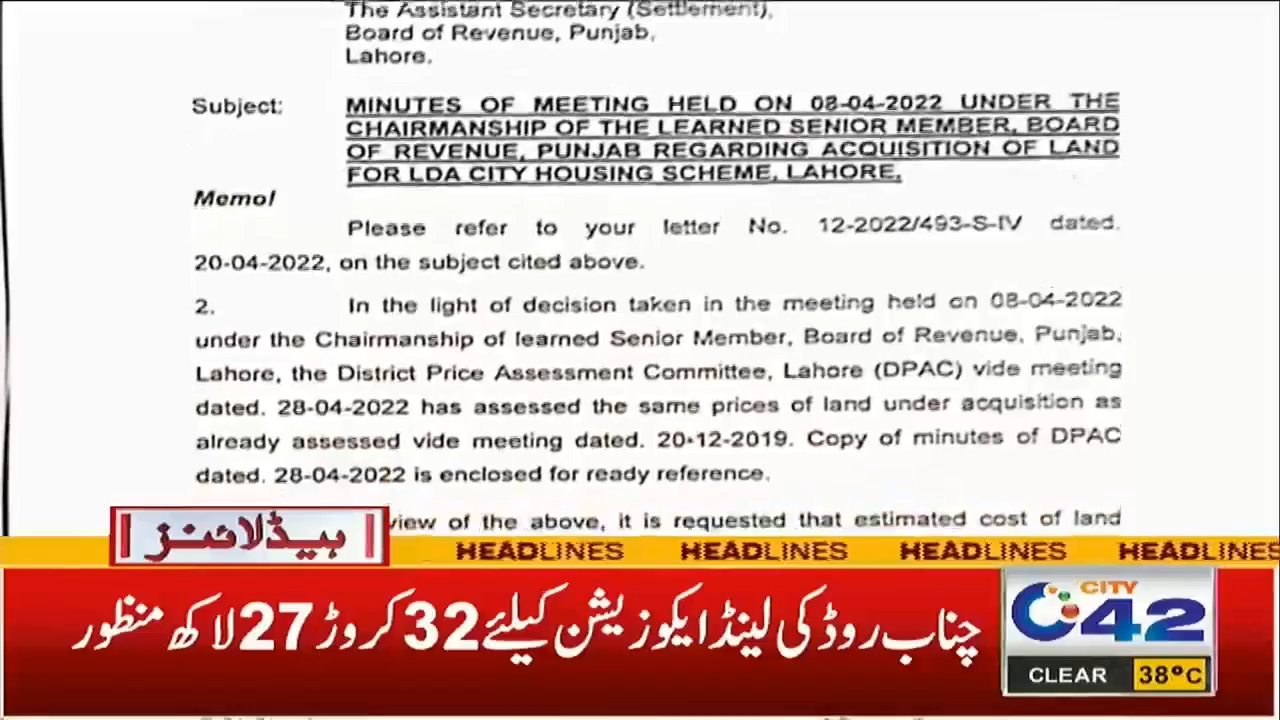 The Assistant Secretary (Settlement),
Board of Revenue, Punjab,
Lahore.
Subject: MINUTES OF MEETING HELD ON 08-04-2022 UNDER THE
CHAIRMANSHIP OF THE LEARNED SENIOR MEMBER, BOARD
OF REVENUE, PUNJAB REGARDING ACQUISITION OF LAND
FOR LDA CITY HOUSING SCHEME, LAHORE,
Memol
Please refer to your letter No. 12-2022/493-S-IV dated.
20-04-2022, on the subject cited above.
2. In the light of decision taken in the meeting held on 08-04-2022
under the Chairmanship of learned Senior Member, Board of Revenue, Punjab,
Lahore, the District Price Assessment Committee, Lahore (DPAC) vide meeting
dated. 28-04-2022 has assessed the same prices of land under acquisition as
already assessed vide meeting dated. 20-12-2019. Copy of minutes of DPAC
dated. 28-04-2022 is enclosed for ready reference.
view of the above, it is requested that estimated cost of land
ہیڈلائنز
HEADLINES HEADLINES HEADLINES HEADLINES
چناب روڈ کی لینڈ ایکوزیشن کیلئے 32 کروڑ 27 لاکھ منظور
CITY
42
CLEAR 38°C